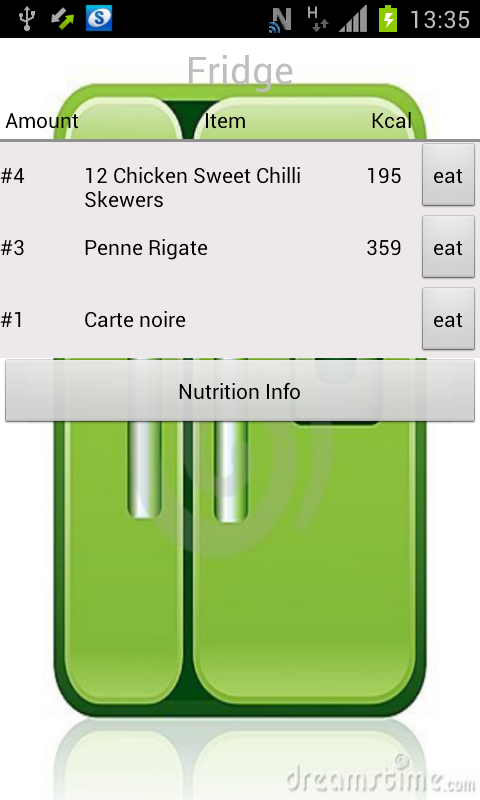 H 13:35
Fridge
Amount Item Kcal
#4 12 Chicken Sweet Chilli 195 eat
Skewers
#3 Penne Rigate 359 eat
#1 Carte noire eat
Nutrition Info
dreamstime.com